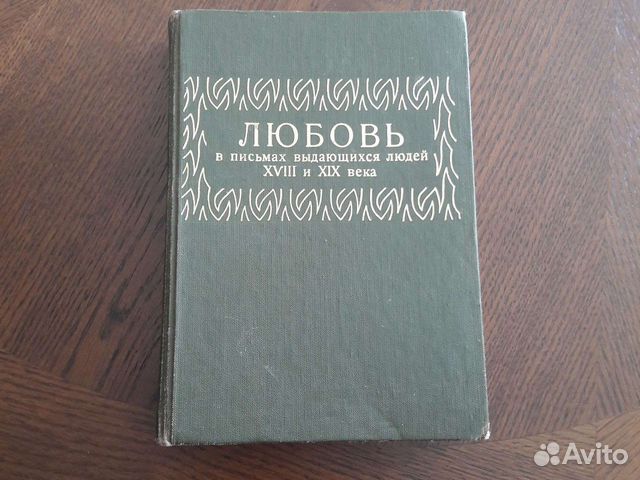 ЛЮБОВЬ
в письмах выдающихся людей
XVIII и XIX века
Avito